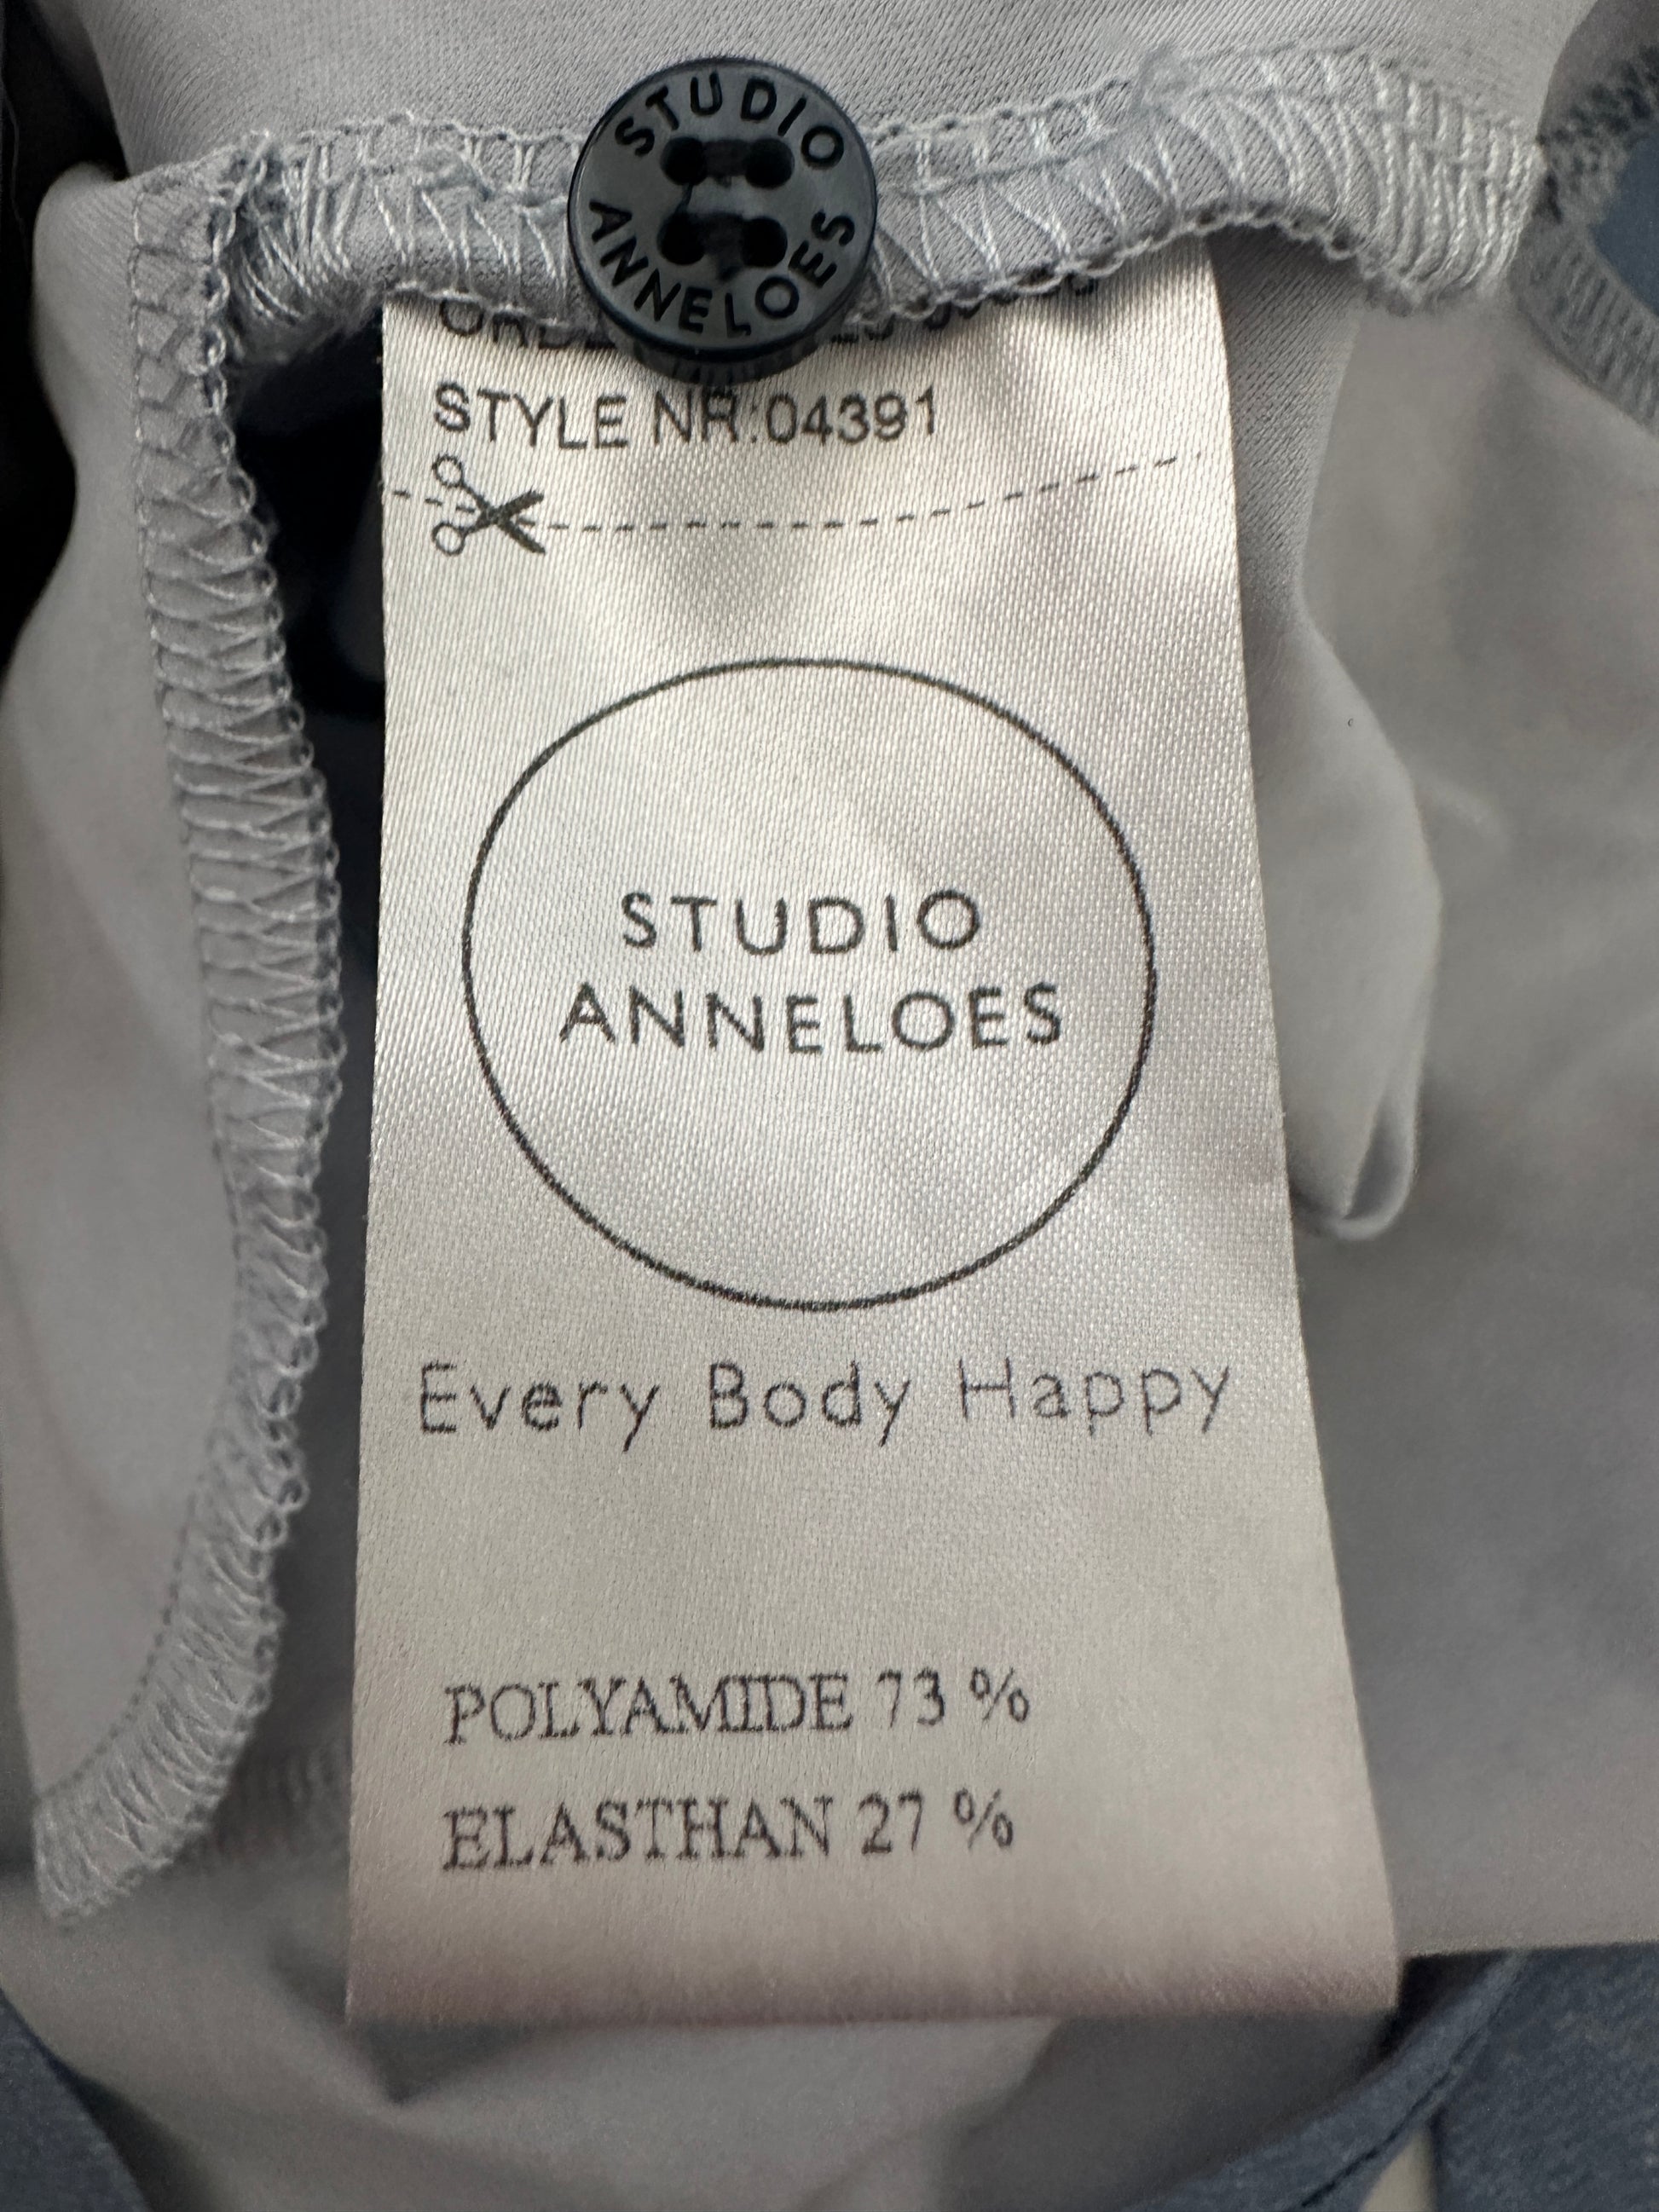 STUDIO
ANNELOES
STYLE NR:04391
STUDIO
ANNELOES
Every Body Happy
POLYAMIDE 73 %
ELASTHAN 27 %